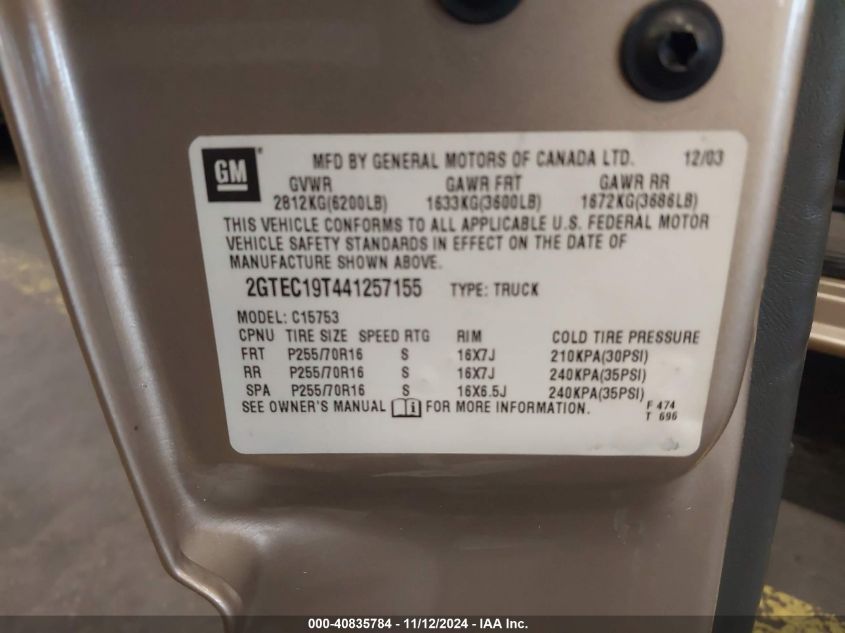 GM
MFD BY GENERAL MOTORS OF CANADA LTD. 12/03
GVWR GAWR FRT GAWR RR
2812KG(6200LB) 1633KG(3600LB) 1672KG(3686LB)
THIS VEHICLE CONFORMS TO ALL APPLICABLE U.S. FEDERAL MOTOR
VEHICLE SAFETY STANDARDS IN EFFECT ON THE DATE OF
MANUFACTURE SHOWN ABOVE.
2GTEC19T441257155 TYPE: TRUCK
MODEL: C15753
CPNU TIRE SIZE SPEED RTG RIM COLD TIRE PRESSURE
FRT P255/70R16 S 16X7J 210KPA(30PSI)
RR P255/70R16 S 16X7J 240KPA(35PSI)
SPA P255/70R16 S 16X6.5J 240KPA(35PSI)
SEE OWNER'S MANUAL i FOR MORE INFORMATION.
F 474
T 696
000-40835784 - 11/12/2024 - IAA Inc.